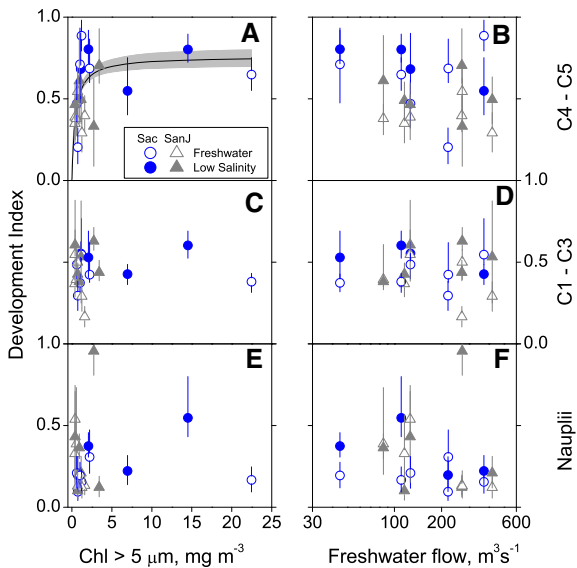 1.0
A
B
0.5
C4 - C5
Sac SanJ
Freshwater
Low Salinity
0.0
1.0
C
D
Development Index
0.5
0.5
C1 - C3
0.0
1.0
E
F
0.5
Nauplii
0.0
0 5 10 15 20 25
30 100 200 600
Chl > 5 μm, mg m⁻³
Freshwater flow, m³s⁻¹